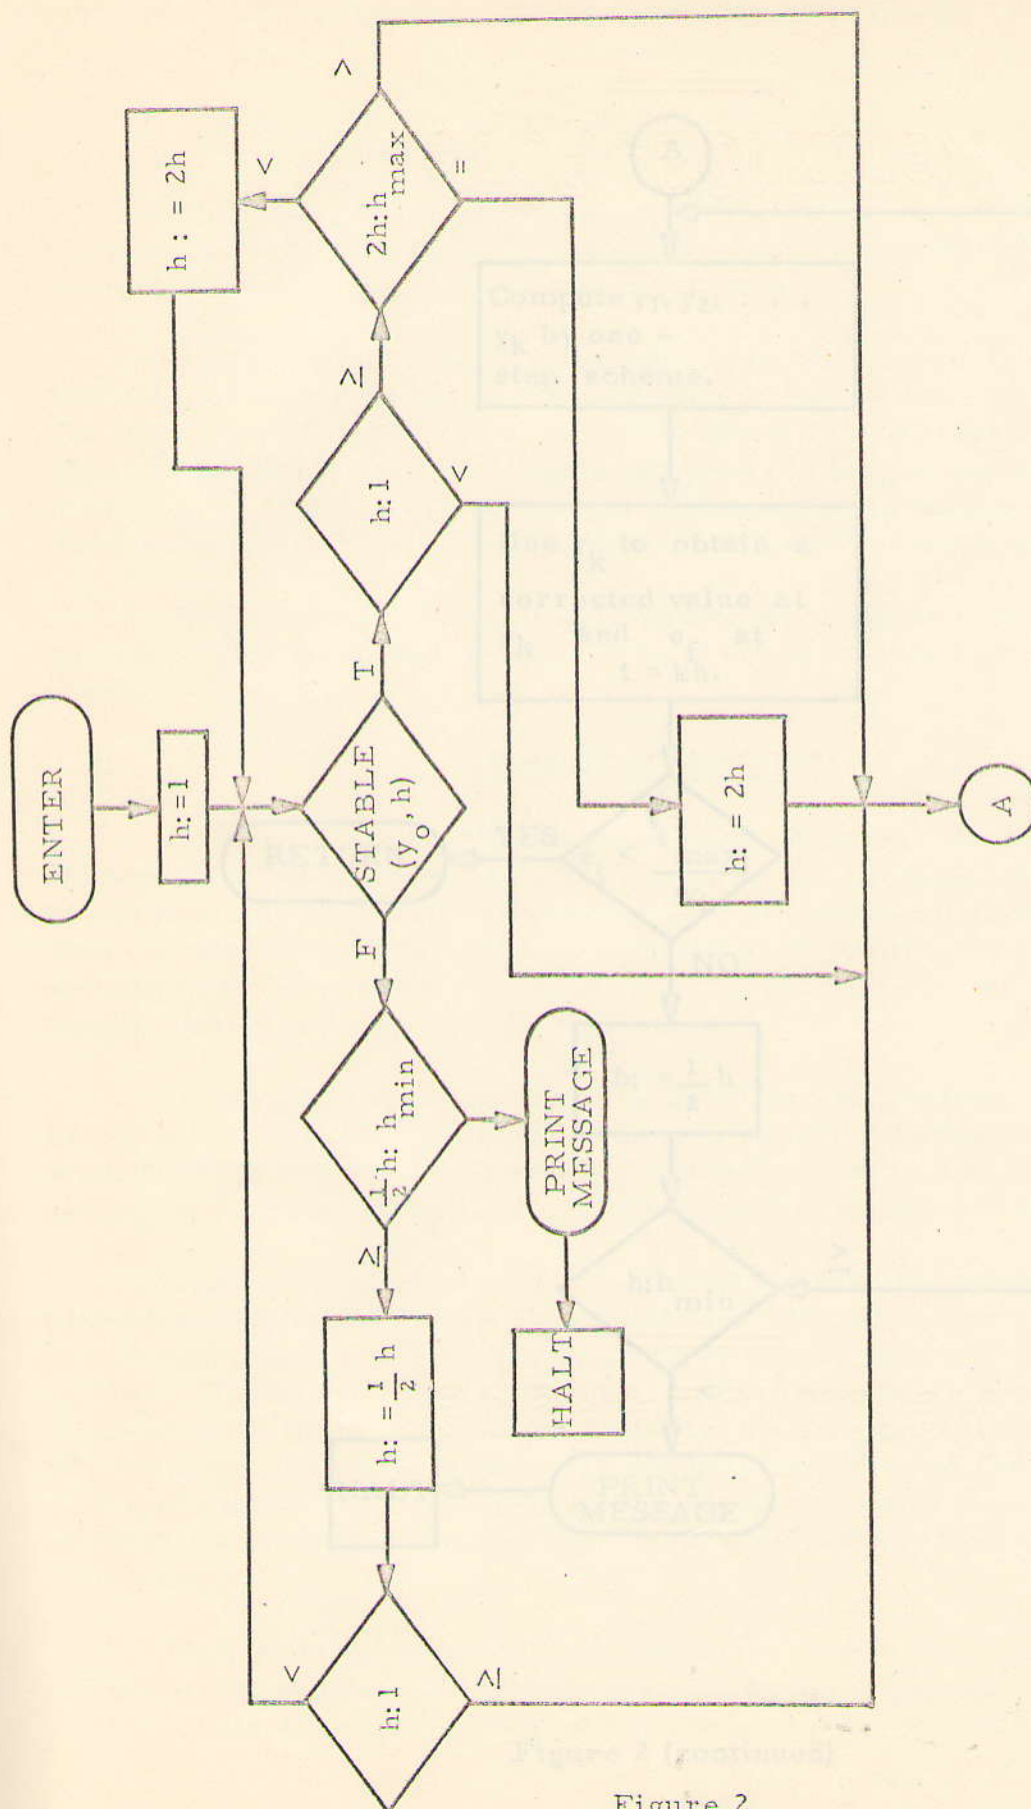 ENTER
h:=1
STABLE
(y_o, h)
T
F
h:1
≥
<
2h:h_max
<
=
>
h := 2h
h: = 2h
A
½h: h_min
≥
h: = ½ h
PRINT
MESSAGE
HALT
h:1
<
≥
Figure 2